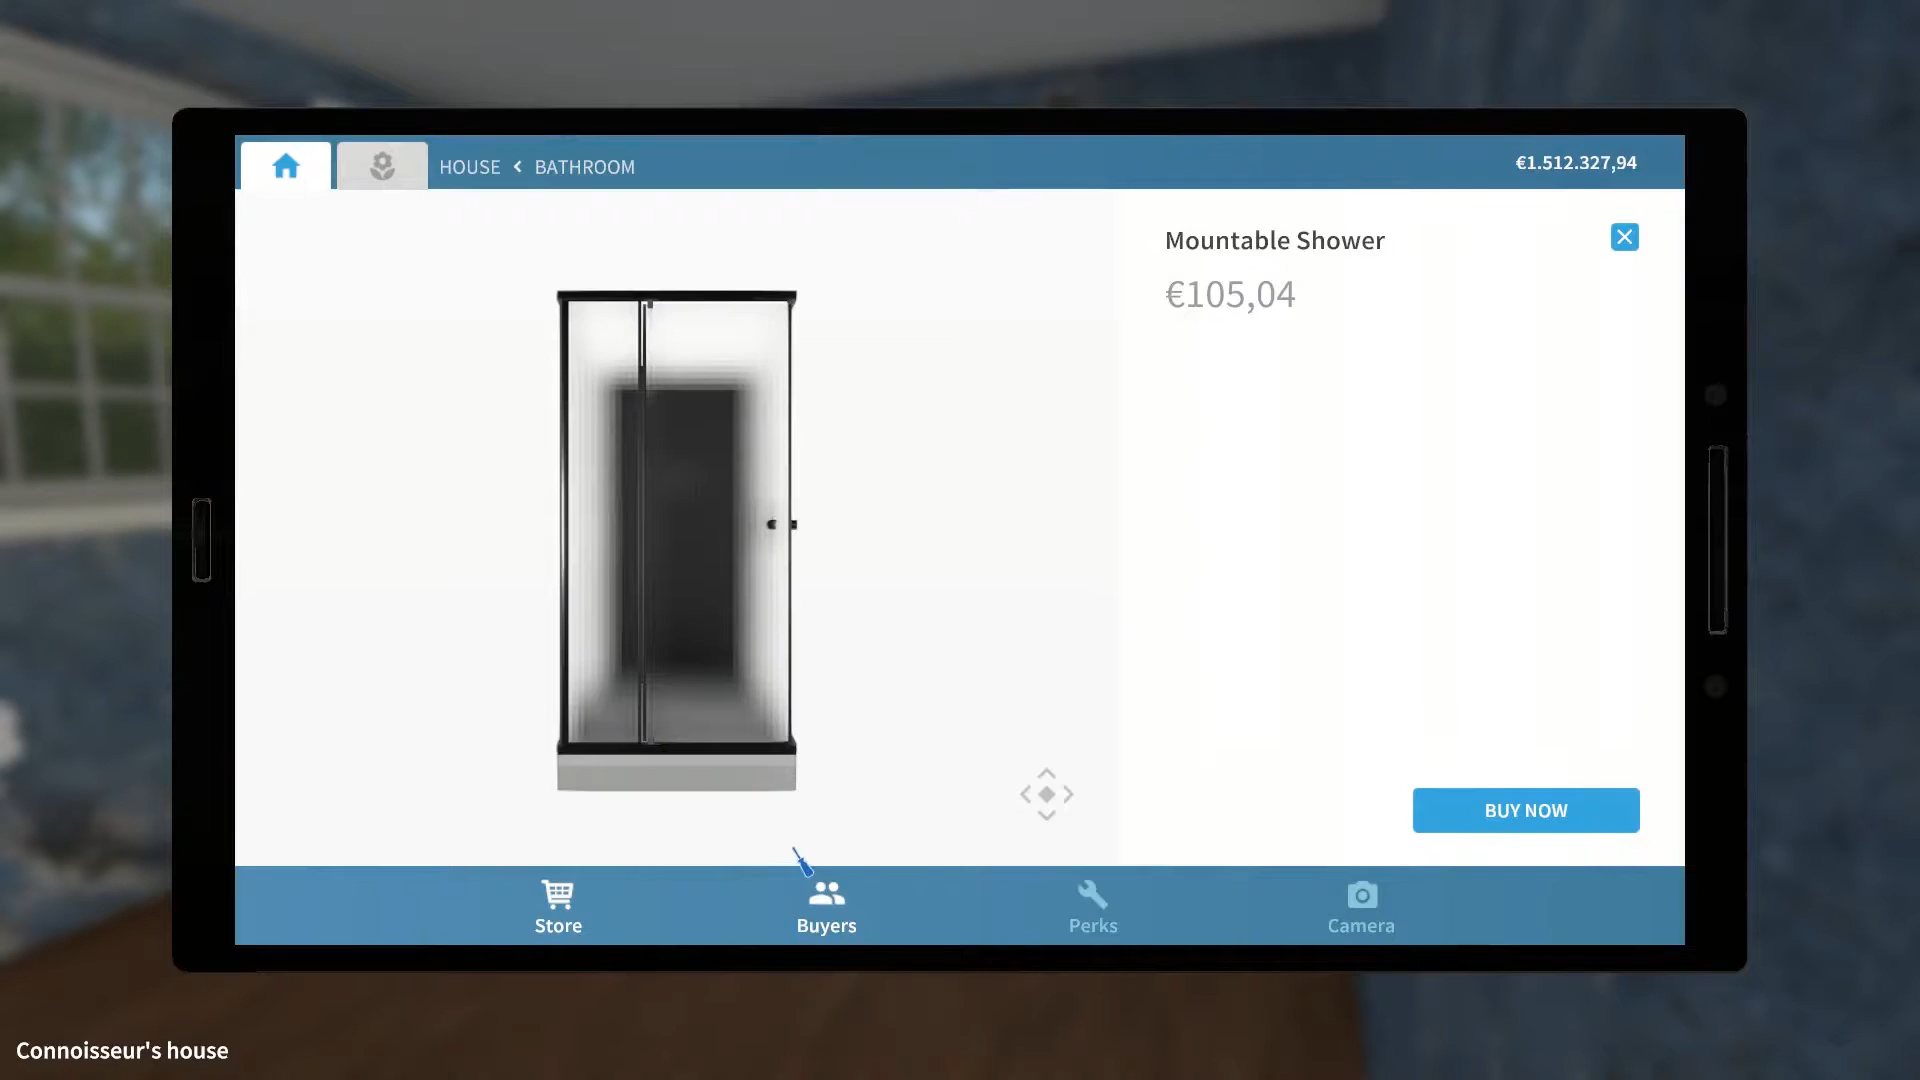 HOUSE < BATHROOM
€1.512.327,94
Mountable Shower
€105,04
BUY NOW
Store
Buyers
Perks
Camera
Connoisseur's house